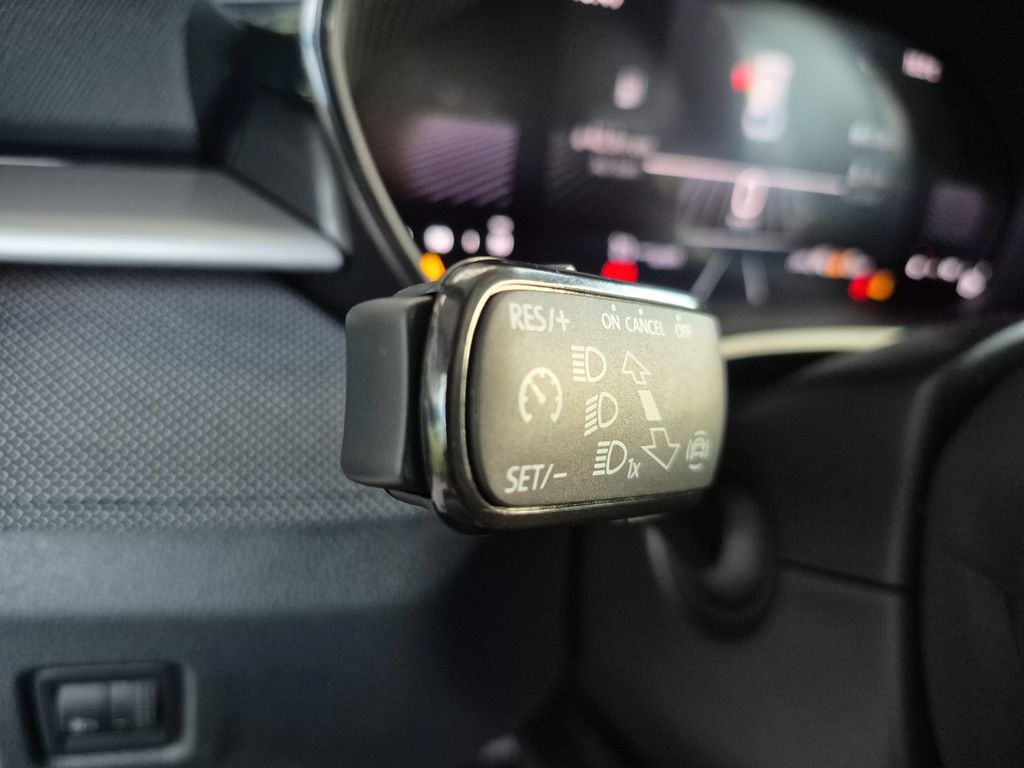 RES/+
ON CANCEL OFF
1x
SET/-